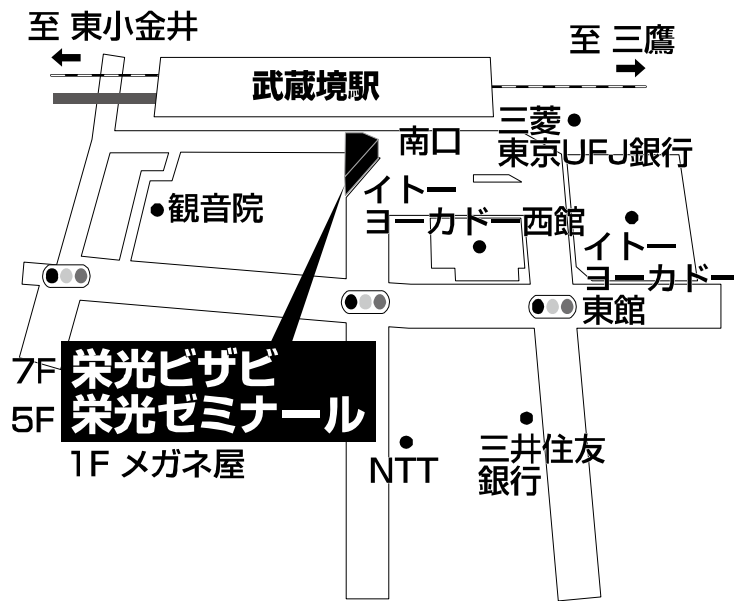 至 東小金井
至 三鷹
武蔵境駅
南口
三菱
東京UFJ銀行
イトー
ヨーカドー西館
観音院
イトー
ヨーカドー
東館
7F 栄光ビザビ
5F 栄光ゼミナール
1F メガネ屋
NTT
三井住友
銀行